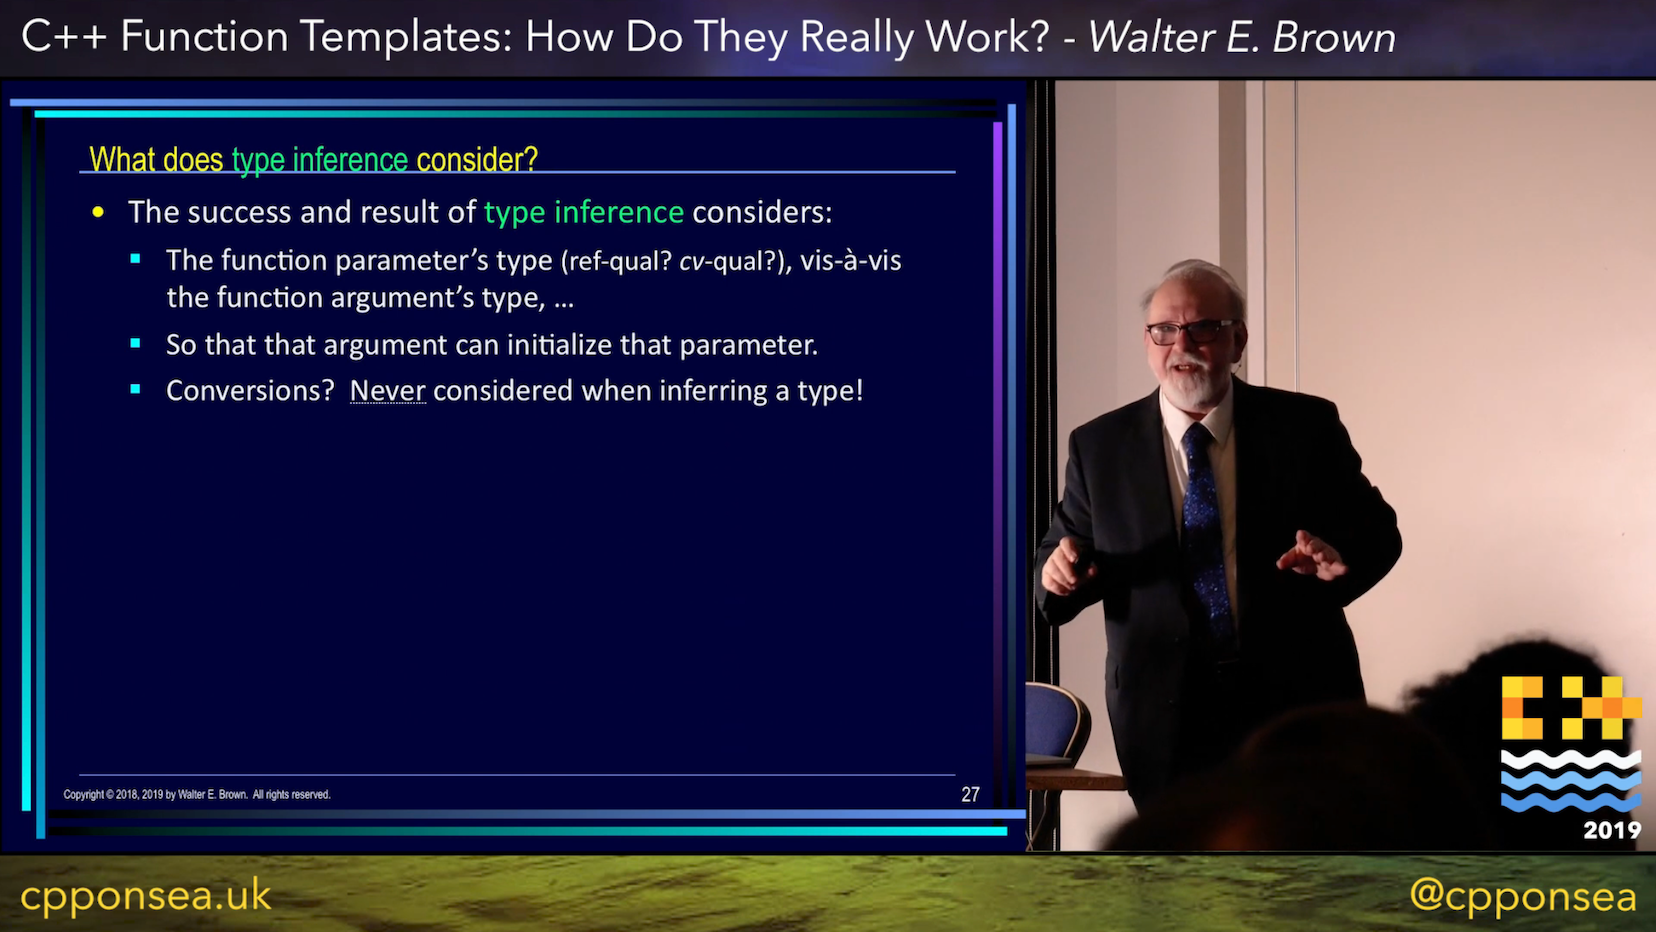 C++ Function Templates: How Do They Really Work? - Walter E. Brown
What does type inference consider?
• The success and result of type inference considers:
▪ The function parameter’s type (ref-qual? cv-qual?), vis-à-vis
the function argument’s type, ...
▪ So that that argument can initialize that parameter.
▪ Conversions? Never considered when inferring a type!
Copyright © 2018, 2019 by Walter E. Brown. All rights reserved.
27
C++
2019
cpponsea.uk
@cpponsea